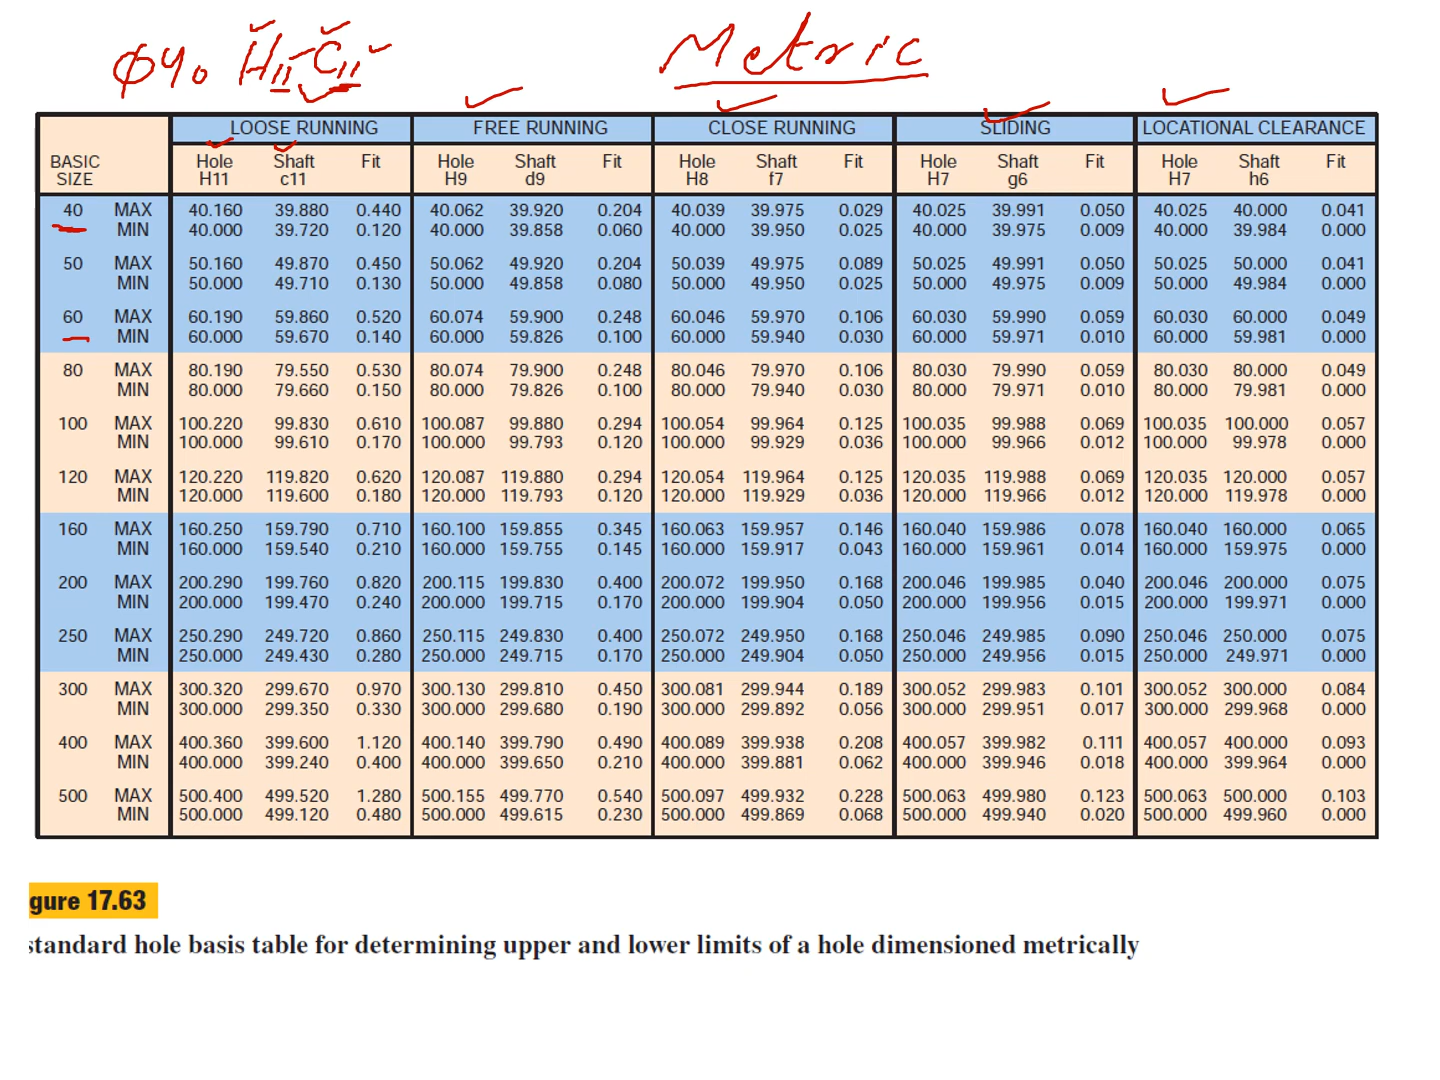 Φ40 H11-C11
Metric
LOOSE RUNNING FREE RUNNING CLOSE RUNNING SLIDING LOCATIONAL CLEARANCE
BASIC Hole Shaft Fit Hole Shaft Fit Hole Shaft Fit Hole Shaft Fit Hole Shaft Fit
SIZE H11 c11 H9 d9 H8 f7 H7 g6 H7 h6
40 MAX 40.160 39.880 0.440 40.062 39.920 0.204 40.039 39.975 0.029 40.025 39.991 0.050 40.025 40.000 0.041
MIN 40.000 39.720 0.120 40.000 39.858 0.060 40.000 39.950 0.025 40.000 39.975 0.009 40.000 39.984 0.000
50 MAX 50.160 49.870 0.450 50.062 49.920 0.204 50.039 49.975 0.089 50.025 49.991 0.050 50.025 50.000 0.041
MIN 50.000 49.710 0.130 50.000 49.858 0.080 50.000 49.950 0.025 50.000 49.975 0.009 50.000 49.984 0.000
60 MAX 60.190 59.860 0.520 60.074 59.900 0.248 60.046 59.970 0.106 60.030 59.990 0.059 60.030 60.000 0.049
MIN 60.000 59.670 0.140 60.000 59.826 0.100 60.000 59.940 0.030 60.000 59.971 0.010 60.000 59.981 0.000
80 MAX 80.190 79.550 0.530 80.074 79.900 0.248 80.046 79.970 0.106 80.030 79.990 0.059 80.030 80.000 0.049
MIN 80.000 79.660 0.150 80.000 79.826 0.100 80.000 79.940 0.030 80.000 79.971 0.010 80.000 79.981 0.000
100 MAX 100.220 99.830 0.610 100.087 99.880 0.294 100.054 99.964 0.125 100.035 99.988 0.069 100.035 100.000 0.057
MIN 100.000 99.610 0.170 100.000 99.793 0.120 100.000 99.929 0.036 100.000 99.966 0.012 100.000 99.978 0.000
120 MAX 120.220 119.820 0.620 120.087 119.880 0.294 120.054 119.964 0.125 120.035 119.988 0.069 120.035 120.000 0.057
MIN 120.000 119.600 0.180 120.000 119.793 0.120 120.000 119.929 0.036 120.000 119.966 0.012 120.000 119.978 0.000
160 MAX 160.250 159.790 0.710 160.100 159.855 0.345 160.063 159.957 0.146 160.040 159.986 0.078 160.040 160.000 0.065
MIN 160.000 159.540 0.210 160.000 159.755 0.145 160.000 159.917 0.043 160.000 159.961 0.014 160.000 159.975 0.000
200 MAX 200.290 199.760 0.820 200.115 199.830 0.400 200.072 199.950 0.168 200.046 199.985 0.040 200.046 200.000 0.075
MIN 200.000 199.470 0.240 200.000 199.715 0.170 200.000 199.904 0.050 200.000 199.956 0.015 200.000 199.971 0.000
250 MAX 250.290 249.720 0.860 250.115 249.830 0.400 250.072 249.950 0.168 250.046 249.985 0.090 250.046 250.000 0.075
MIN 250.000 249.430 0.280 250.000 249.715 0.170 250.000 249.904 0.050 250.000 249.956 0.015 250.000 249.971 0.000
300 MAX 300.320 299.670 0.970 300.130 299.810 0.450 300.081 299.944 0.189 300.052 299.983 0.101 300.052 300.000 0.084
MIN 300.000 299.350 0.330 300.000 299.680 0.190 300.000 299.892 0.056 300.000 299.951 0.017 300.000 299.968 0.000
400 MAX 400.360 399.600 1.120 400.140 399.790 0.490 400.089 399.938 0.208 400.057 399.982 0.111 400.057 400.000 0.093
MIN 400.000 399.240 0.400 400.000 399.650 0.210 400.000 399.881 0.062 400.000 399.946 0.018 400.000 399.964 0.000
500 MAX 500.400 499.520 1.280 500.155 499.770 0.540 500.097 499.932 0.228 500.063 499.980 0.123 500.063 500.000 0.103
MIN 500.000 499.120 0.480 500.000 499.615 0.230 500.000 499.869 0.068 500.000 499.940 0.020 500.000 499.960 0.000
gure 17.63
standard hole basis table for determining upper and lower limits of a hole dimensioned metrically